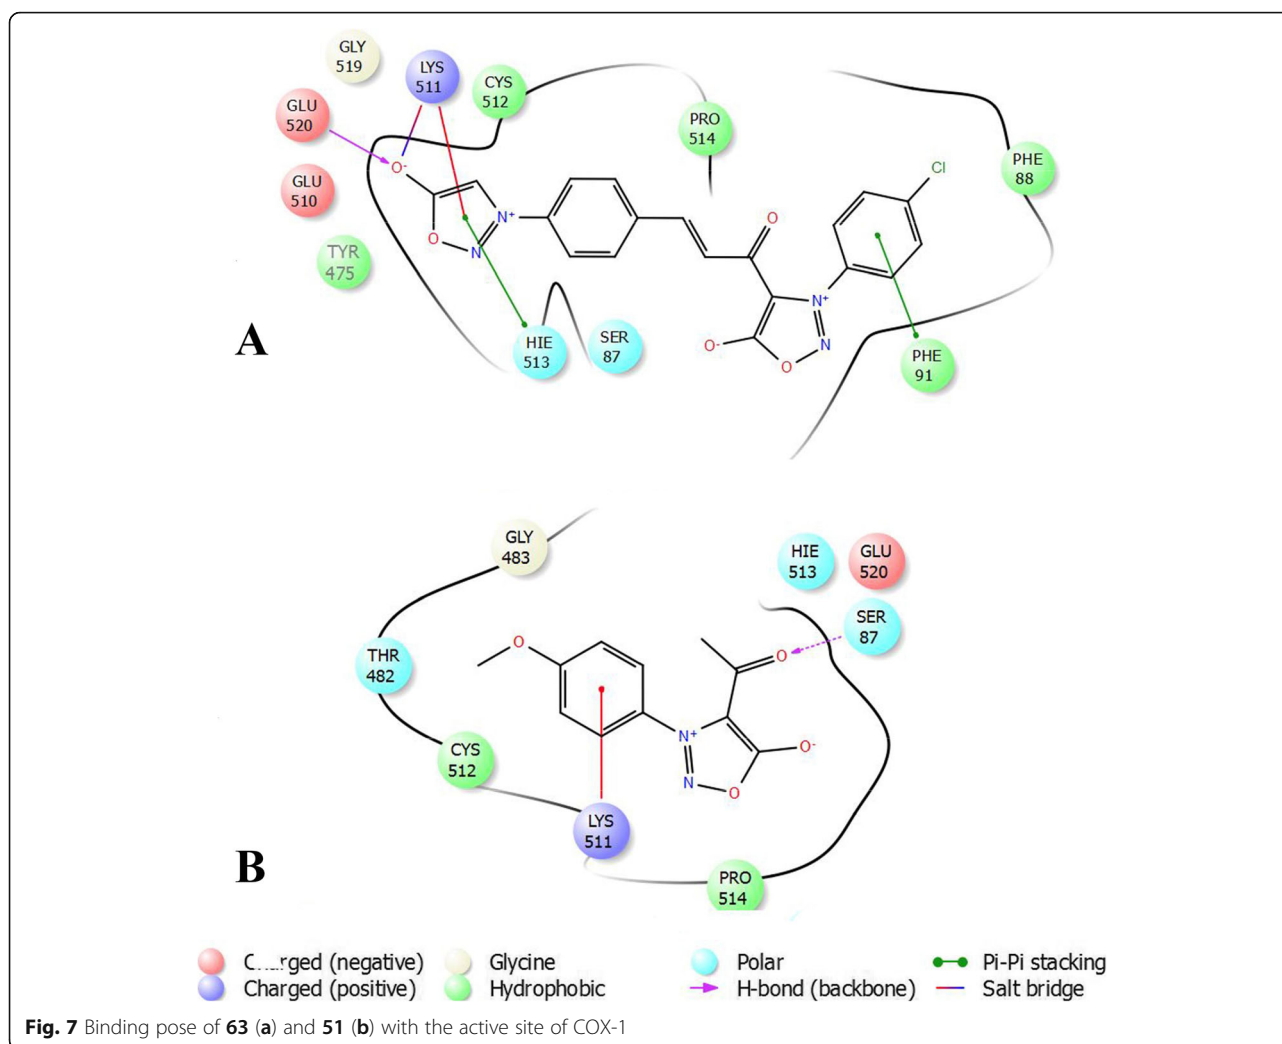 GLY
519
LYS
511
CYS
512
GLU
520
PRO
514
PHE
88
Cl
GLU
510
O-
N+
O
N
O
TYR
475
N+
O-
N
O
A
HIE
513
SER
87
PHE
91
GLY
483
HIE
513
GLU
520
SER
87
THR
482
O
O
CYS
512
N+
O-
N
O
LYS
511
B
PRO
514
Charged (negative) Glycine Polar Pi-Pi stacking
Charged (positive) Hydrophobic H-bond (backbone) Salt bridge
Fig. 7 Binding pose of 63 (a) and 51 (b) with the active site of COX-1